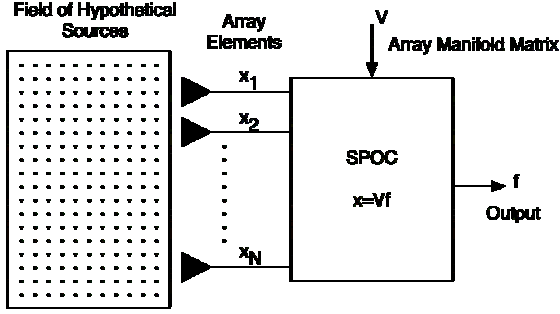 Field of Hypothetical
Sources
Array
Elements
V
Array Manifold Matrix
x1
x2
xN
SPOC
x=Vf
f
Output